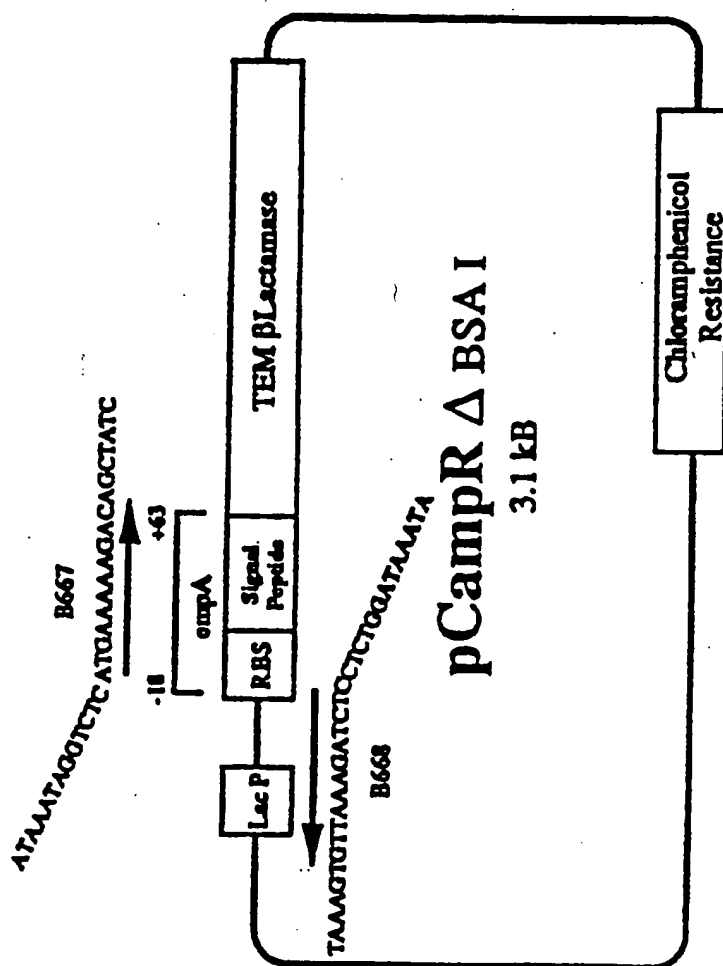 B667
ATAAATAGGTCTCATGAAAAAGACAGCTATC
-18
+63
ompA
Lac P
RBS
Signal
Peptide
TEM βLactamase
TAAAGTGTTAAAGATCTCCTCTGGATAAATA
B668
pCampR Δ BSA I
3.1 kB
Chloramphenicol
Resistance